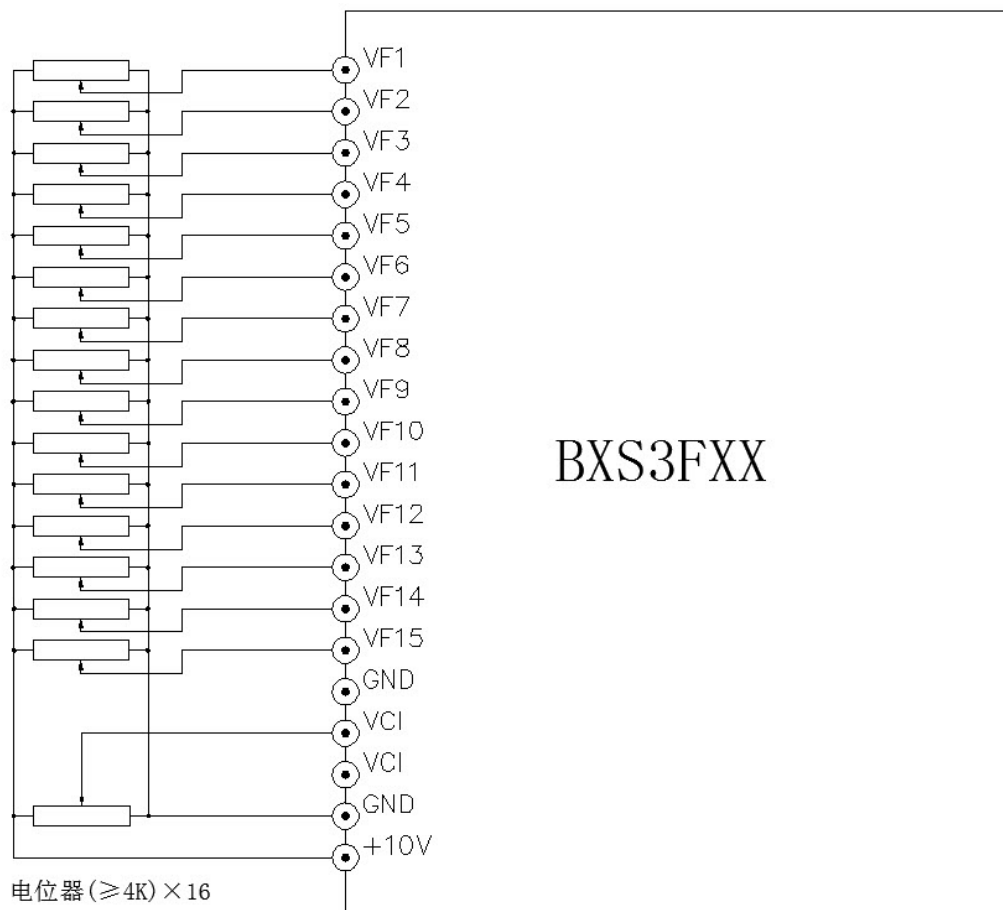 VF1
VF2
VF3
VF4
VF5
VF6
VF7
VF8
VF9
VF10
VF11
VF12
VF13
VF14
VF15
GND
VCI
VCI
GND
+10V
BXS3FXX
电位器(≥4K)×16